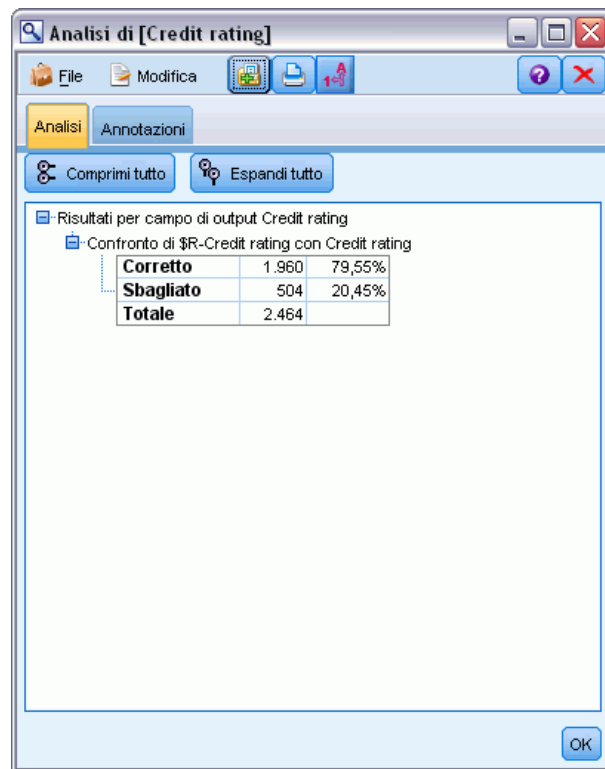 Analisi di [Credit rating]
File Modifica
Analisi Annotazioni
Comprimi tutto Espandi tutto
Risultati per campo di output Credit rating
Confronto di $R-Credit rating con Credit rating
Corretto 1.960 79,55%
Sbagliato 504 20,45%
Totale 2.464
OK